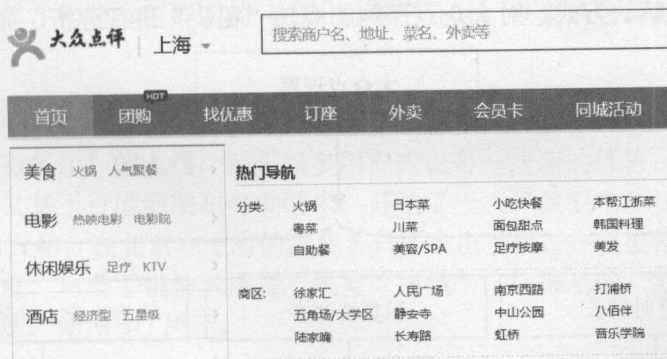 大众点评 上海 搜索商户名、地址、菜名、外卖等
HOT
首页 团购 找优惠 订座 外卖 会员卡 同城活动
美食 火锅 人气聚餐
电影 热映电影 电影院
休闲娱乐 足疗 KTV
酒店 经济型 五星级
热门导航
分类: 火锅 日本菜 小吃快餐 本帮江浙菜
粤菜 川菜 面包甜点 韩国料理
自助餐 美容/SPA 足疗按摩 美发
商区: 徐家汇 人民广场 南京西路 打浦桥
五角场/大学区 静安寺 中山公园 八佰伴
陆家嘴 长寿路 虹桥 音乐学院